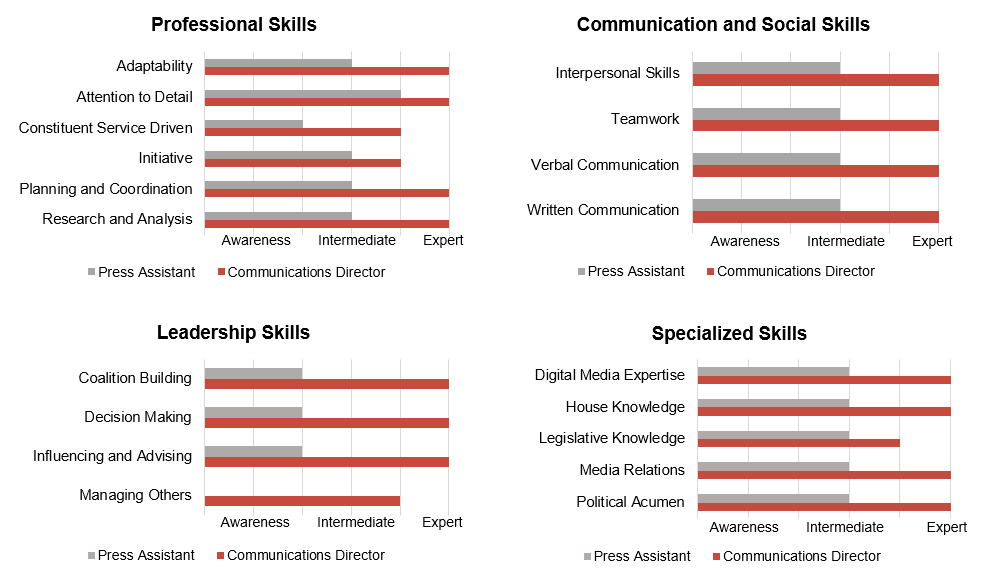 Professional Skills
Adaptability
Attention to Detail
Constituent Service Driven
Initiative
Planning and Coordination
Research and Analysis
Awareness Intermediate Expert
Press Assistant Communications Director
Communication and Social Skills
Interpersonal Skills
Teamwork
Verbal Communication
Written Communication
Awareness Intermediate Expert
Press Assistant Communications Director
Leadership Skills
Coalition Building
Decision Making
Influencing and Advising
Managing Others
Awareness Intermediate Expert
Press Assistant Communications Director
Specialized Skills
Digital Media Expertise
House Knowledge
Legislative Knowledge
Media Relations
Political Acumen
Awareness Intermediate Expert
Press Assistant Communications Director